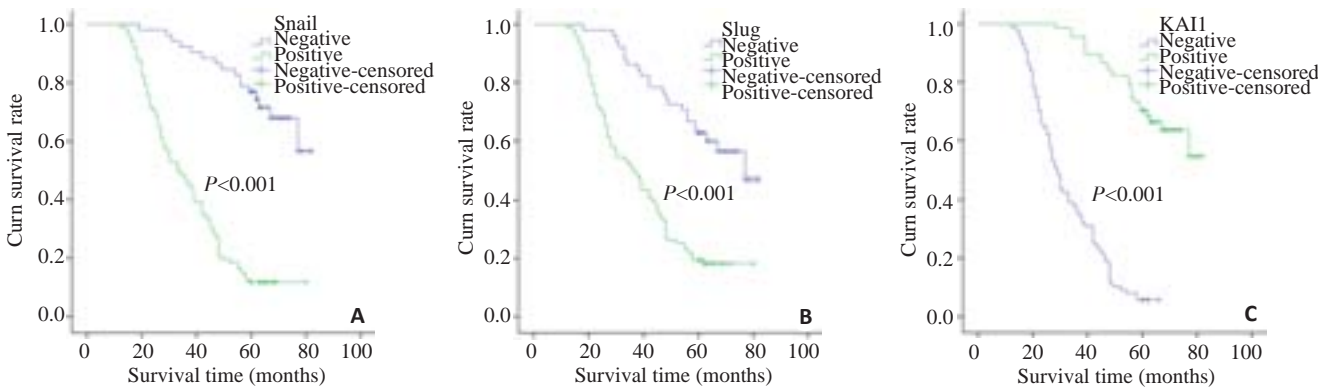 Snail
Negative
Positive
Negative-censored
Positive-censored
1.0
0.8
0.6
0.4
0.2
0.0
Curn survival rate
P<0.001
A
0 20 40 60 80 100
Survival time (months)
Slug
Negative
Positive
Negative-censored
Positive-censored
1.0
0.8
0.6
0.4
0.2
0.0
Curn survival rate
P<0.001
B
0 20 40 60 80 100
Survival time (months)
KAI1
Negative
Positive
Negative-censored
Positive-censored
1.0
0.8
0.6
0.4
0.2
0.0
Curn survival rate
P<0.001
C
0 20 40 60 80 100
Survival time (months)